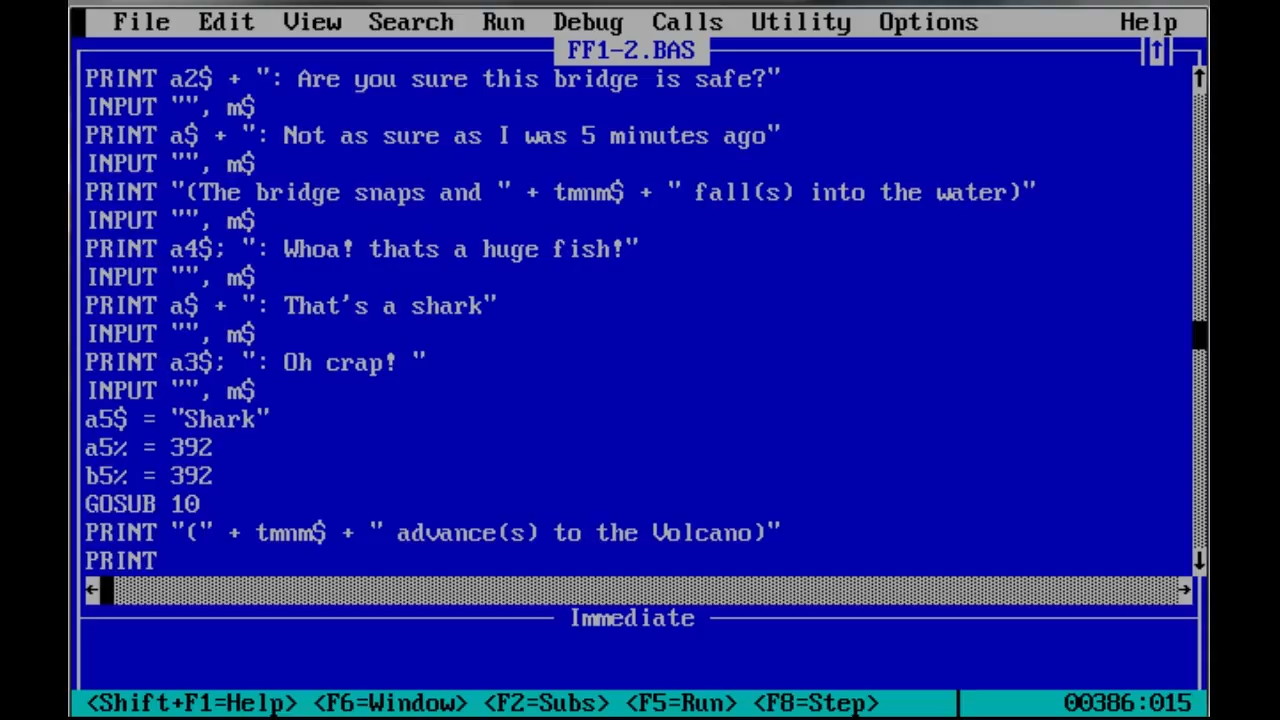 File Edit View Search Run Debug Calls Utility Options Help
FF1-2.BAS
PRINT a2$ + ": Are you sure this bridge is safe?"
INPUT "", m$
PRINT a$ + ": Not as sure as I was 5 minutes ago"
INPUT "", m$
PRINT "(The bridge snaps and " + tmnm$ + " fall(s) into the water)"
INPUT "", m$
PRINT a4$; ": Whoa! thats a huge fish!"
INPUT "", m$
PRINT a$ + ": That's a shark"
INPUT "", m$
PRINT a3$; ": Oh crap! "
INPUT "", m$
a5$ = "Shark"
a5% = 392
b5% = 392
GOSUB 10
PRINT "(" + tmnm$ + " advance(s) to the Volcano)"
PRINT
Immediate
<Shift+F1=Help> <F6=Window> <F2=Subs> <F5=Run> <F8=Step> 00386:015